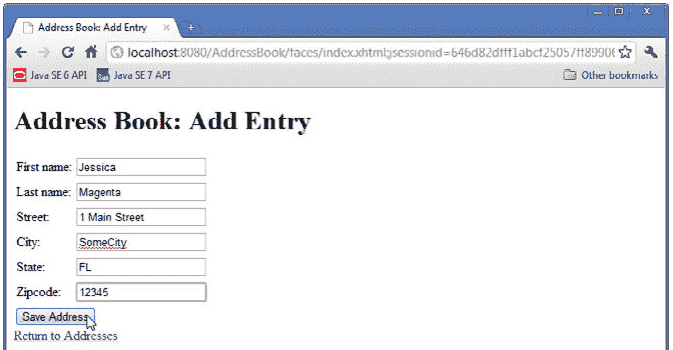 Address Book: Add Entry
localhost:8080/AddressBook/faces/index.xhtml;jsessionid=646d82dfff1abcf25057ff8990
Java SE 6 API Java SE 7 API Other bookmarks
Address Book: Add Entry
First name: Jessica
Last name: Magenta
Street: 1 Main Street
City: SomeCity
State: FL
Zipcode: 12345
Save Address
Return to Addresses